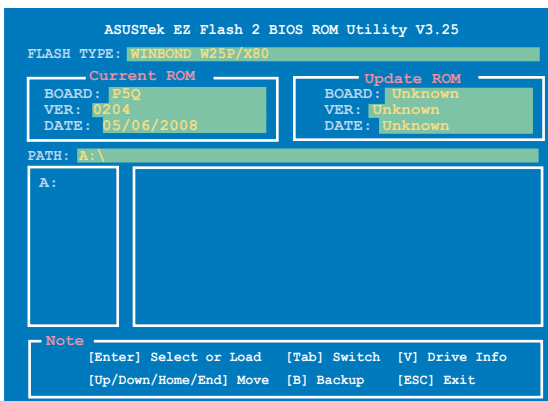 ASUSTek EZ Flash 2 BIOS ROM Utility V3.25
FLASH TYPE: WINBOND W25P/X80
Current ROM
BOARD: P5Q
VER: 0204
DATE: 05/06/2008
Update ROM
BOARD: Unknown
VER: Unknown
DATE: Unknown
PATH: A:\
A:
Note
[Enter] Select or Load [Tab] Switch [V] Drive Info
[Up/Down/Home/End] Move [B] Backup [ESC] Exit